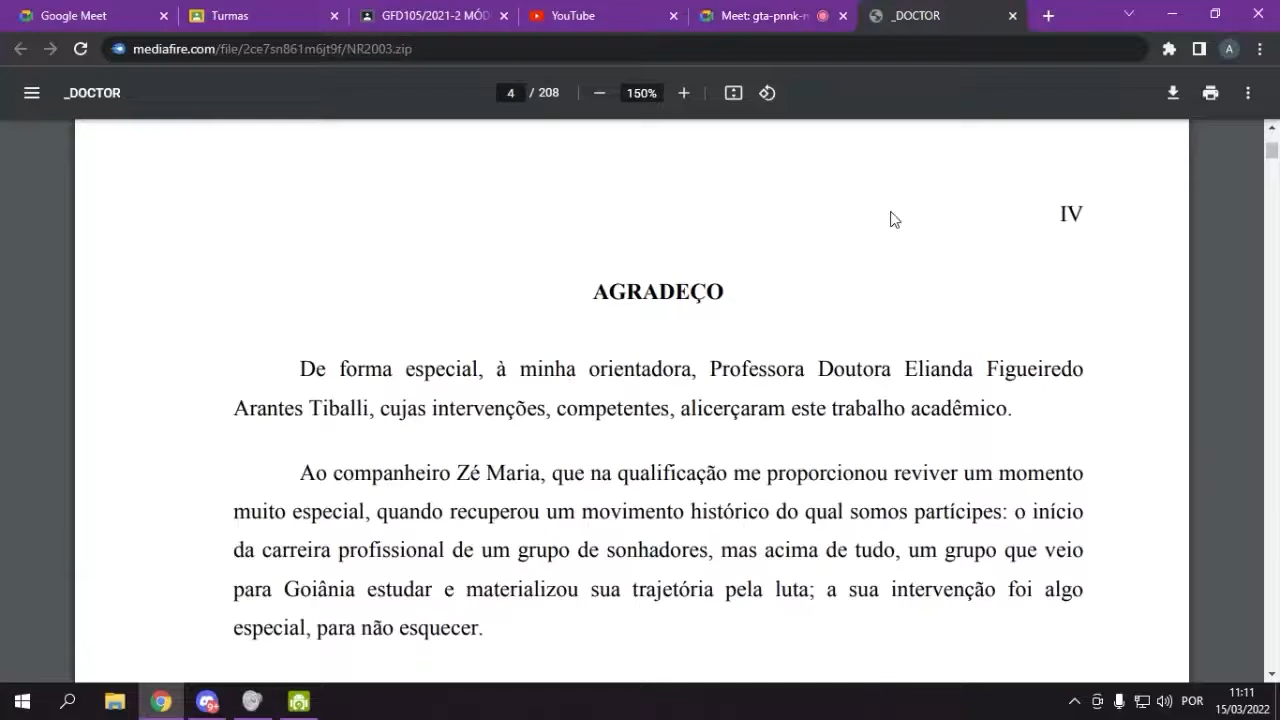 Google Meet
Turmas
GFD105/2021-2 MÓD
YouTube
Meet: gta-pnnk-r
_DOCTOR
mediafire.com/file/2ce7sn861m6jt9f/NR2003.zip
A
_DOCTOR
4 / 208
150%
IV
AGRADEÇO
De forma especial, à minha orientadora, Professora Doutora Elianda Figueiredo
Arantes Tiballi, cujas intervenções, competentes, alicerçaram este trabalho acadêmico.
Ao companheiro Zé Maria, que na qualificação me proporcionou reviver um momento
muito especial, quando recuperou um movimento histórico do qual somos partícipes: o início
da carreira profissional de um grupo de sonhadores, mas acima de tudo, um grupo que veio
para Goiânia estudar e materializou sua trajetória pela luta; a sua intervenção foi algo
especial, para não esquecer.
POR
11:11
15/03/2022